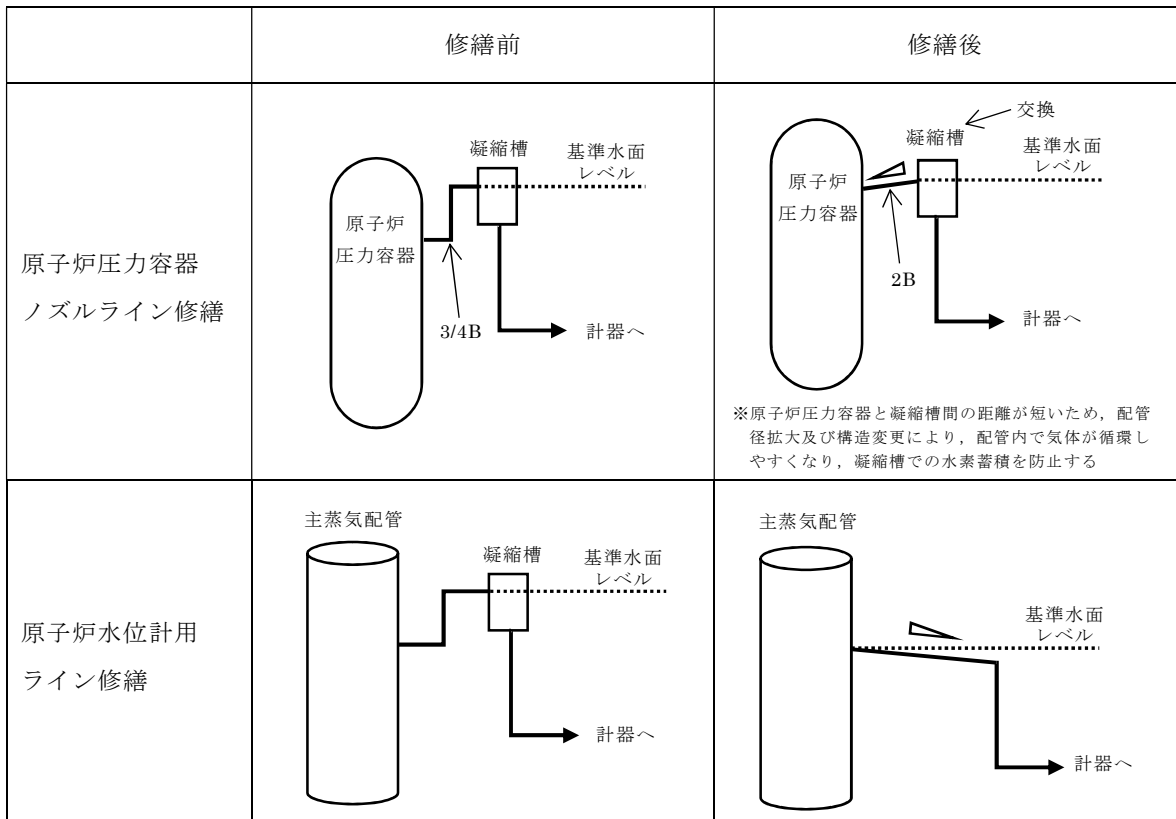 修繕前
修繕後
原子炉圧力容器
ノズルライン修繕
凝縮槽
基準水面
レベル
原子炉
圧力容器
3/4B
計器へ
交換
凝縮槽
基準水面
レベル
原子炉
圧力容器
2B
計器へ
※原子炉圧力容器と凝縮槽間の距離が短いため，配管
径拡大及び構造変更により，配管内で気体が循環し
やすくなり，凝縮槽での水素蓄積を防止する
原子炉水位計用
ライン修繕
主蒸気配管
凝縮槽
基準水面
レベル
計器へ
主蒸気配管
基準水面
レベル
計器へ